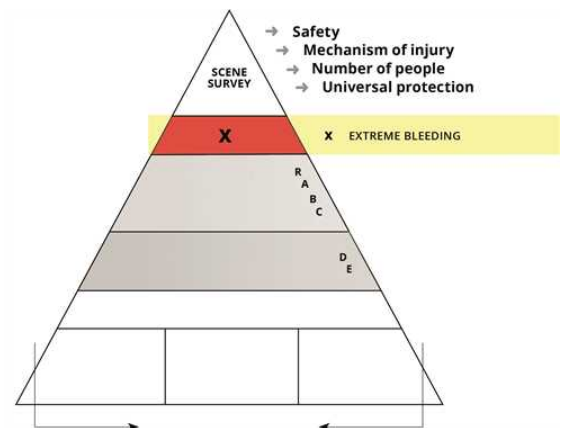 → Safety
→ Mechanism of injury
→ Number of people
→ Universal protection
SCENE
SURVEY
X
X EXTREME BLEEDING
R
A
B
C
D
E